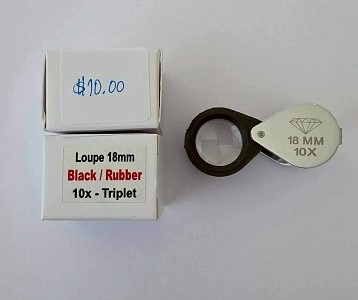 $10.00
Loupe 18mm
Black / Rubber
10x - Triplet
18 MM
10X